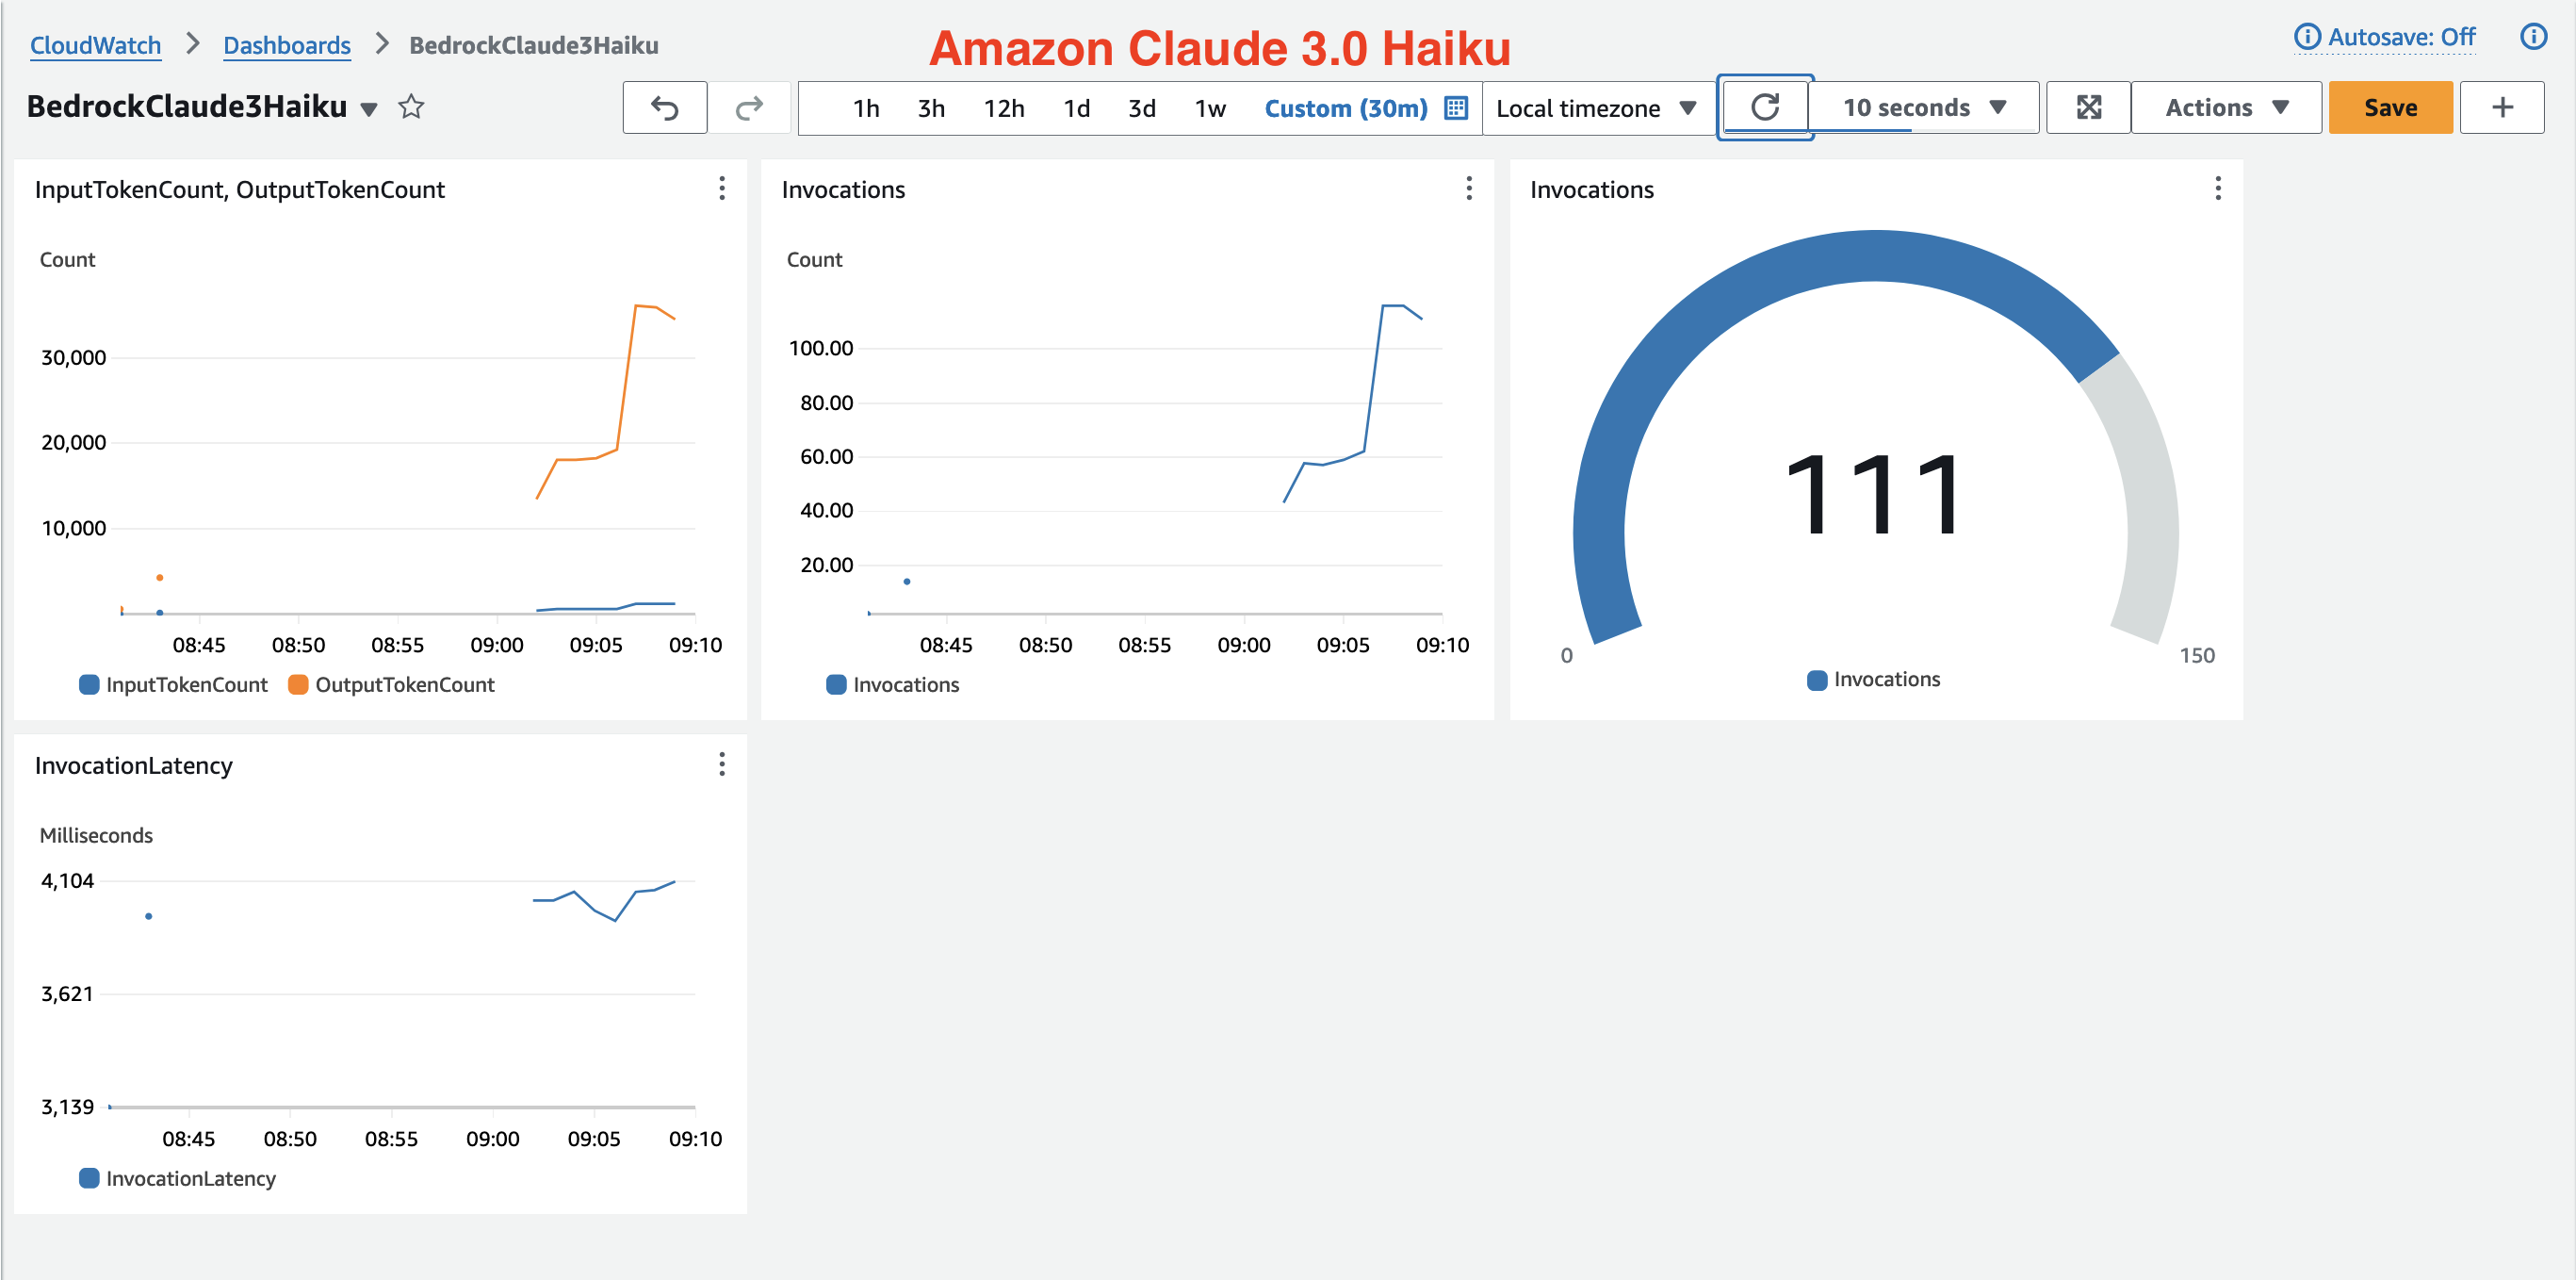 CloudWatch > Dashboards > BedrockClaude3Haiku
Amazon Claude 3.0 Haiku
Autosave: Off
BedrockClaude3Haiku
1h 3h 12h 1d 3d 1w Custom (30m) Local timezone 10 seconds Actions Save +
InputTokenCount, OutputTokenCount
Count
30,000
20,000
10,000
08:45 08:50 08:55 09:00 09:05 09:10
InputTokenCount OutputTokenCount
Invocations
Count
100.00
80.00
60.00
40.00
20.00
08:45 08:50 08:55 09:00 09:05 09:10
Invocations
Invocations
111
0 150
Invocations
InvocationLatency
Milliseconds
4,104
3,621
3,139
08:45 08:50 08:55 09:00 09:05 09:10
InvocationLatency